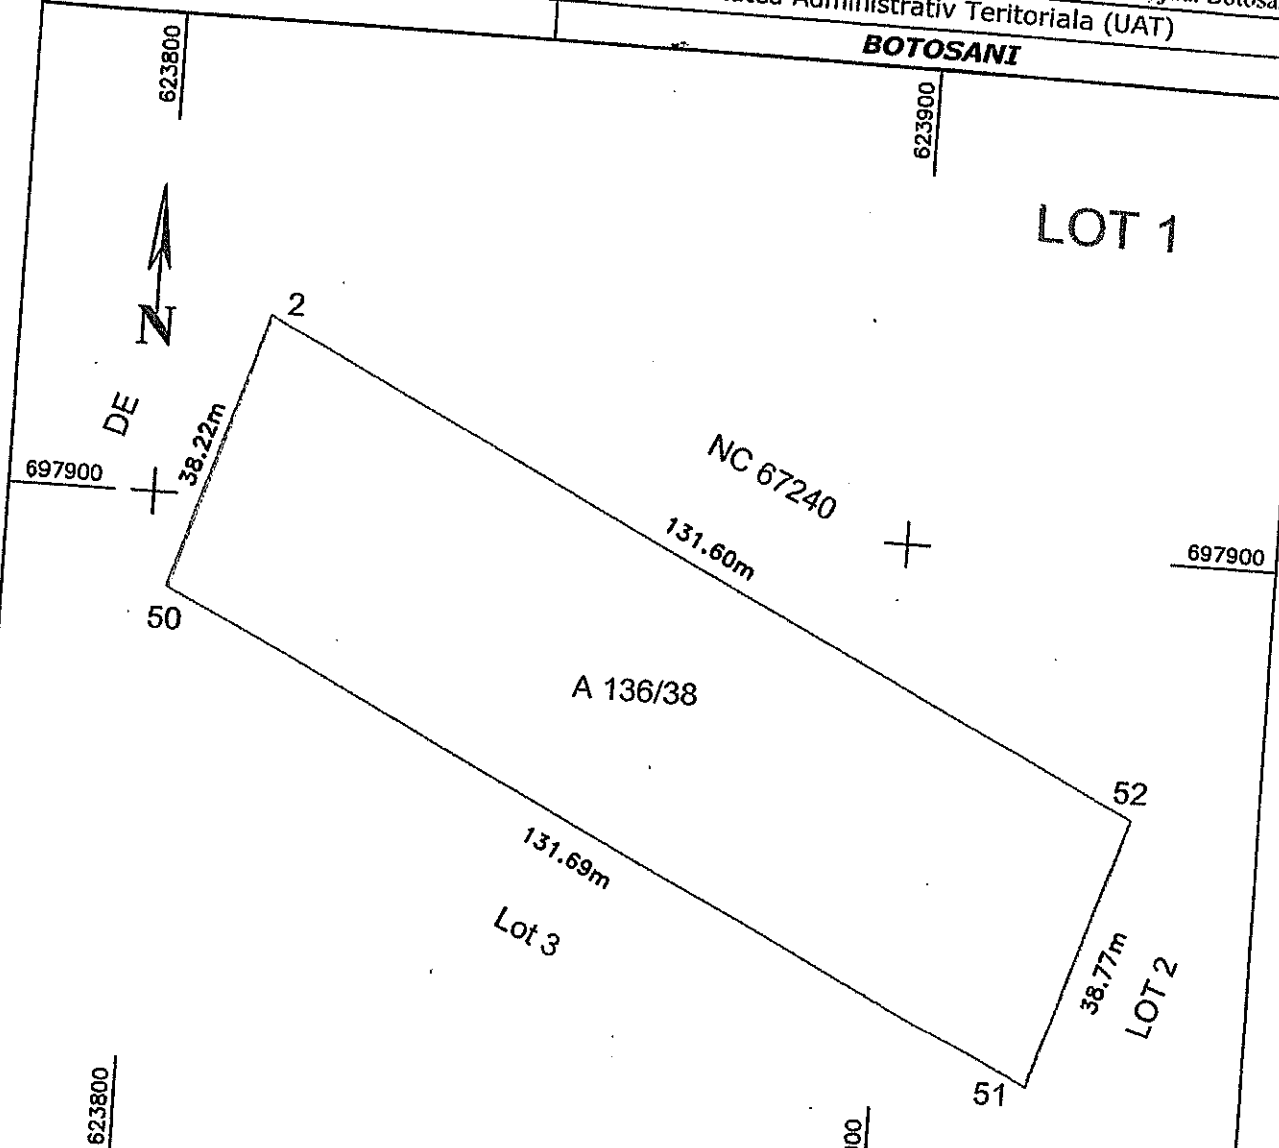 Administrativ Teritoriala (UAT)
BOTOSANI
623800
623900
LOT 1
N
2
DE
38.22m
697900
NC 67240
131.60m
697900
50
A 136/38
52
131.69m
Lot 3
38.77m
LOT 2
51
623800